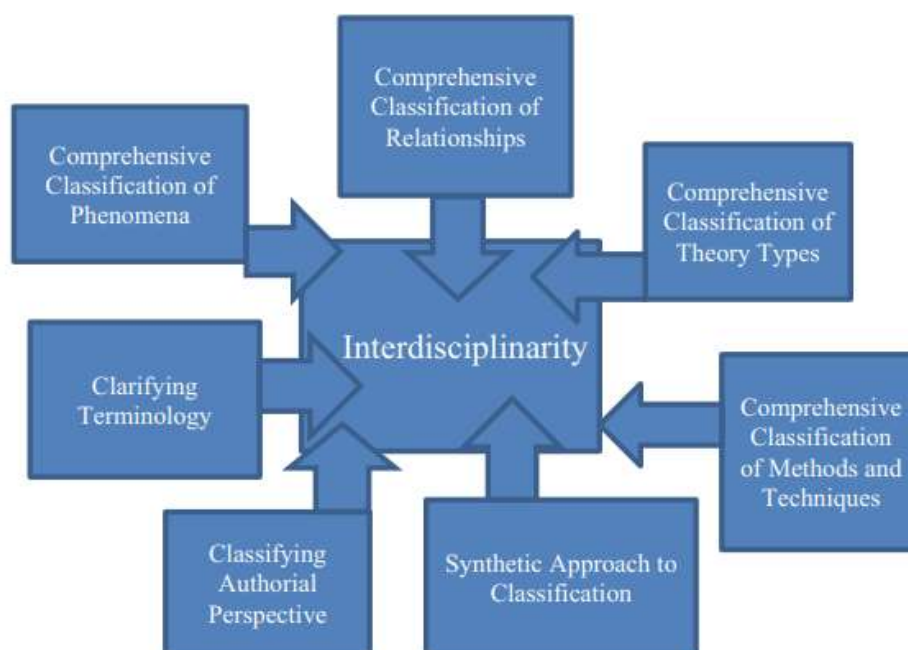 Comprehensive
Classification of
Relationships
Comprehensive
Classification of
Phenomena
Comprehensive
Classification of
Theory Types
Interdisciplinarity
Clarifying
Terminology
Comprehensive
Classification
of Methods and
Techniques
Classifying
Authorial
Perspective
Synthetic Approach to
Classification